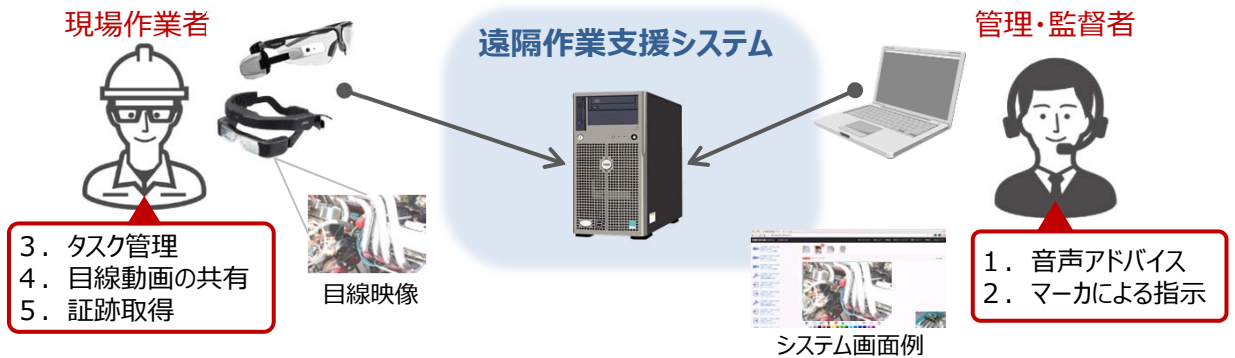 現場作業者
遠隔作業支援システム
管理・監督者
3. タスク管理
4. 目線動画の共有
5. 証跡取得
目線映像
1. 音声アドバイス
2. マーカによる指示
システム画面例